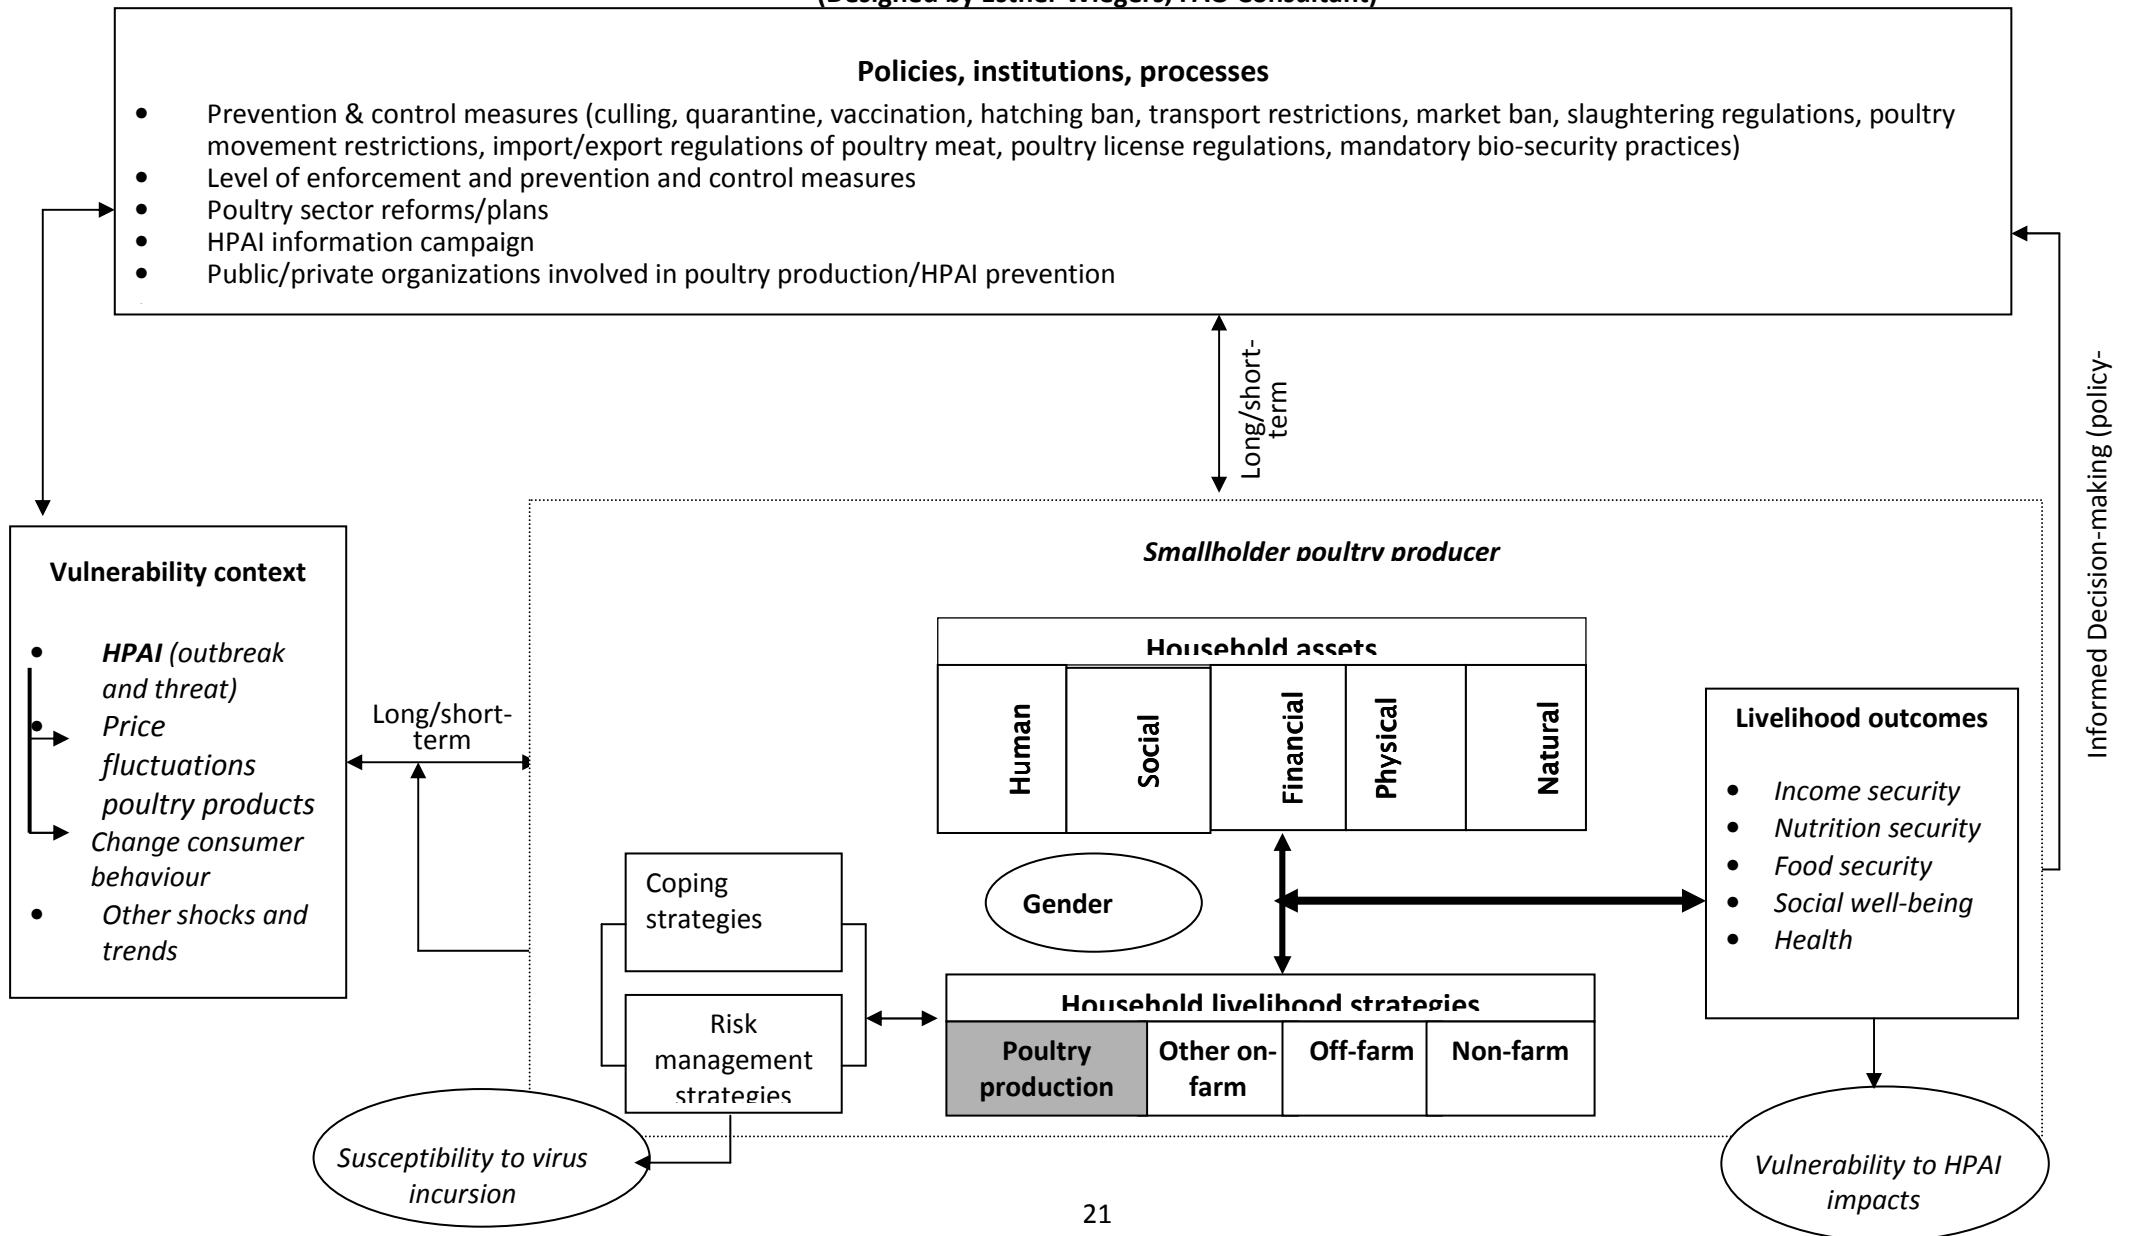 (Designed by Esther Wiegers, FAO Consultant)
Policies, institutions, processes
• Prevention & control measures (culling, quarantine, vaccination, hatching ban, transport restrictions, market ban, slaughtering regulations, poultry
movement restrictions, import/export regulations of poultry meat, poultry license regulations, mandatory bio-security practices)
• Level of enforcement and prevention and control measures
• Poultry sector reforms/plans
• HPAI information campaign
• Public/private organizations involved in poultry production/HPAI prevention
Long/short-
term
Informed Decision-making (policy-
Vulnerability context
• HPAI (outbreak
and threat)
• Price
fluctuations
poultry products
Change consumer
behaviour
• Other shocks and
trends
Long/short-
term
Smallholder poultry producer
Household assets
Human
Social
Financial
Physical
Natural
Gender
Coping
strategies
Risk
management
strategies
Household livelihood strategies
Poultry
production
Other on-
farm
Off-farm
Non-farm
Livelihood outcomes
• Income security
• Nutrition security
• Food security
• Social well-being
• Health
Susceptibility to virus
incursion
Vulnerability to HPAI
impacts
21